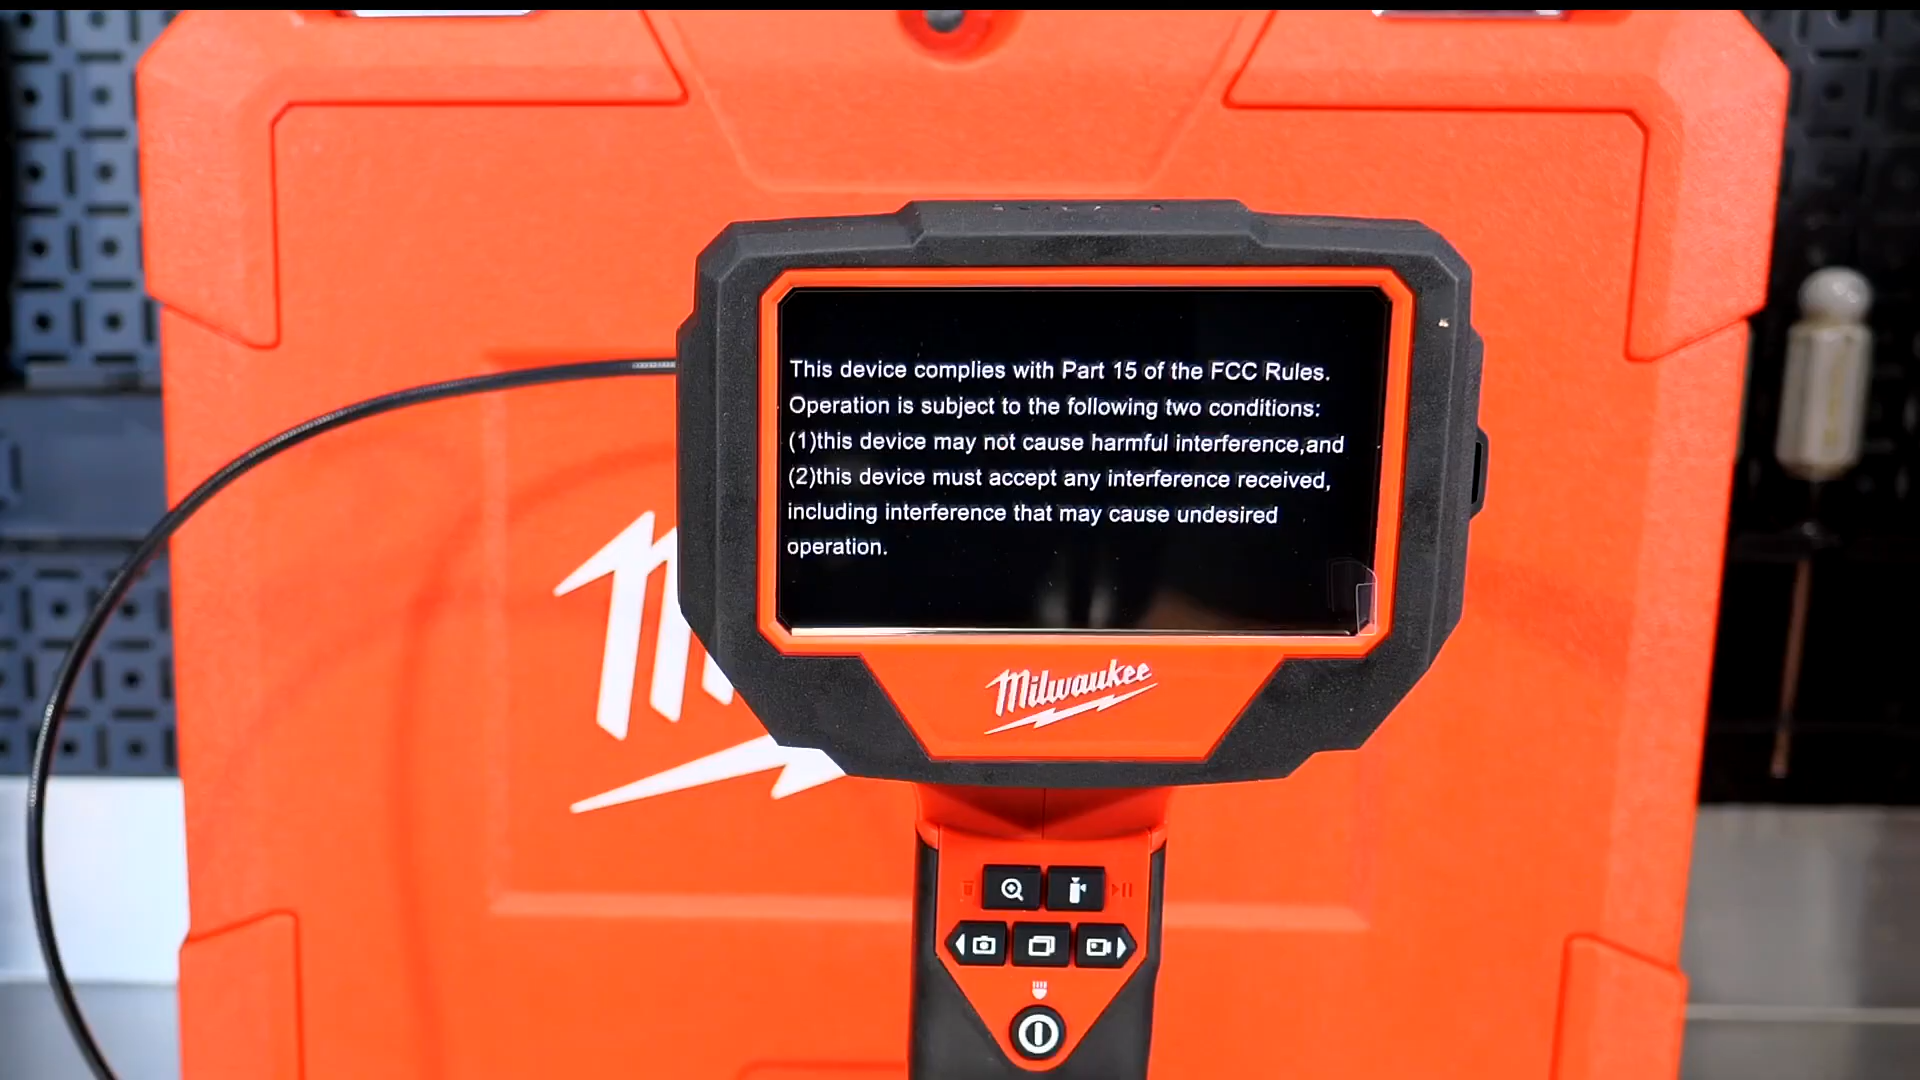 This device complies with Part 15 of the FCC Rules.
Operation is subject to the following two conditions:
(1)this device may not cause harmful interference,and
(2)this device must accept any interference received,
including interference that may cause undesired
operation.
Milwaukee